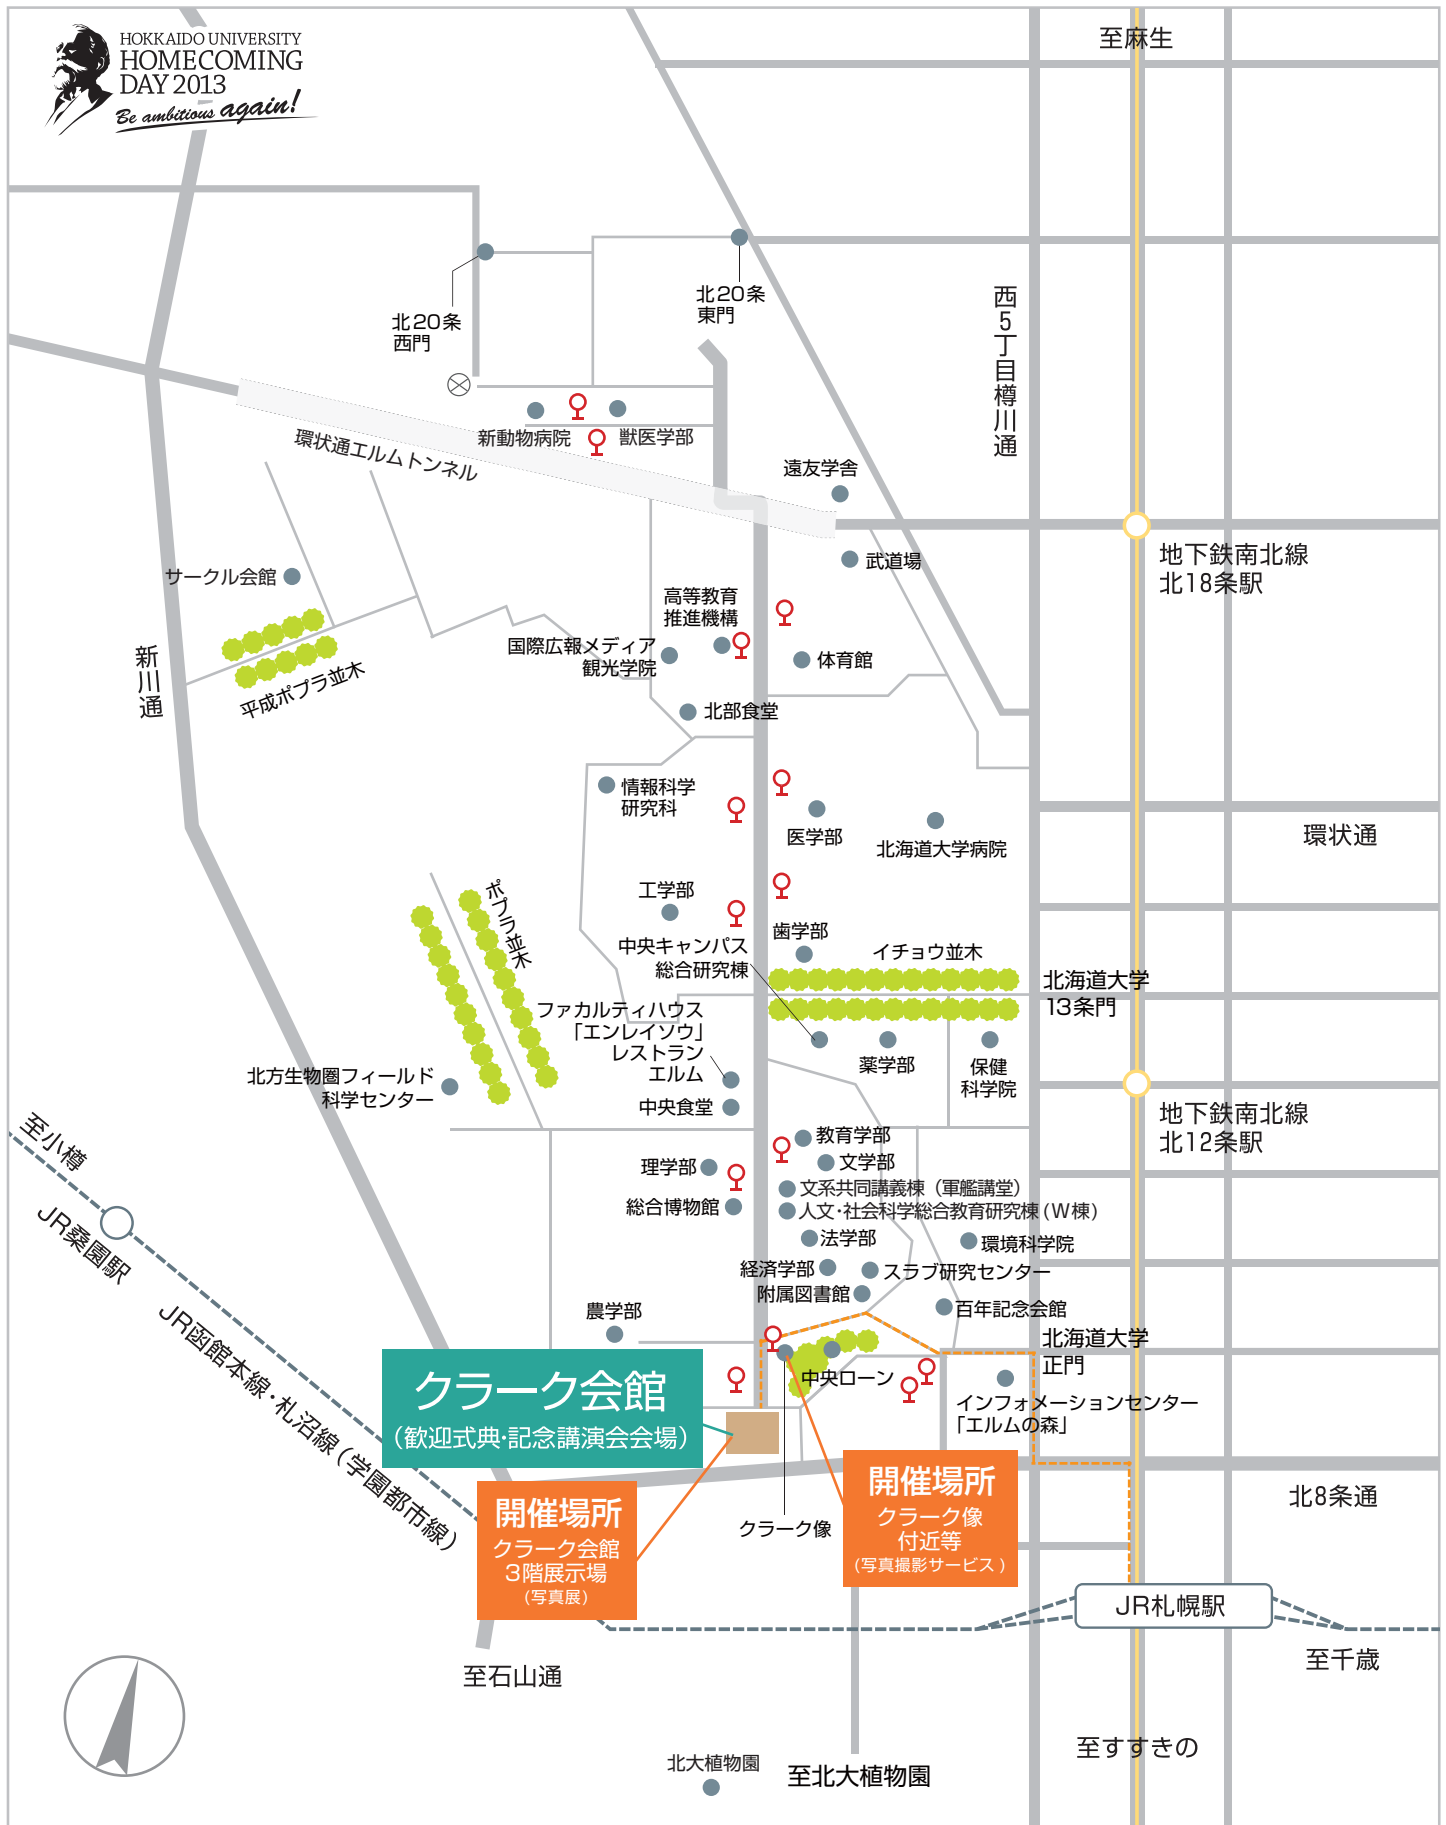 HOKKAIDO UNIVERSITY
HOMECOMING
DAY 2013
Be ambitious again!
至麻生
北20条
西門
北20条
東門
西5丁目樽川通
新動物病院
獣医学部
環状通エルムトンネル
遠友学舎
武道場
地下鉄南北線
北18条駅
サークル会館
高等教育
推進機構
国際広報メディア
観光学院
体育館
新川通
平成ポプラ並木
北部食堂
情報科学
研究科
医学部
北海道大学病院
環状通
工学部
ポプラ並木
歯学部
中央キャンパス
総合研究棟
イチョウ並木
北海道大学
13条門
ファカルティハウス
「エンレイソウ」
レストラン
エルム
薬学部
保健
科学院
北方生物圏フィールド
科学センター
中央食堂
地下鉄南北線
北12条駅
至小樽
教育学部
文学部
理学部
文系共同講義棟（軍艦講堂）
総合博物館
人文・社会科学総合教育研究棟(W棟)
JR桑園駅
法学部
環境科学院
経済学部
スラブ研究センター
附属図書館
百年記念会館
農学部
北海道大学
正門
JR函館本線・札沼線(学園都市線)
クラーク会館
（歓迎式典・記念講演会会場）
中央ローン
インフォメーションセンター
「エルムの森」
開催場所
クラーク像
付近等
(写真撮影サービス)
開催場所
クラーク会館
3階展示場
(写真展)
クラーク像
北8条通
JR札幌駅
至千歳
至石山通
至すすきの
北大植物園
至北大植物園